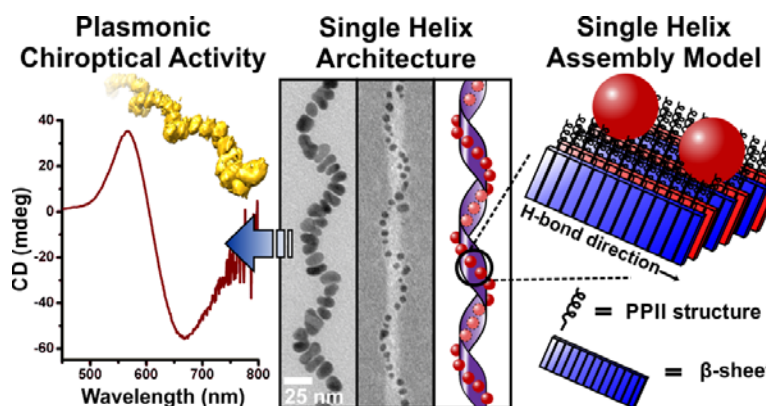 Plasmonic
Chiroptical Activity
Single Helix
Architecture
Single Helix
Assembly Model
CD (mdeg)
40
20
0
-20
-40
-60
500
600
700
800
Wavelength (nm)
25 nm
H-bond direction
= PPII structure
= β-sheet